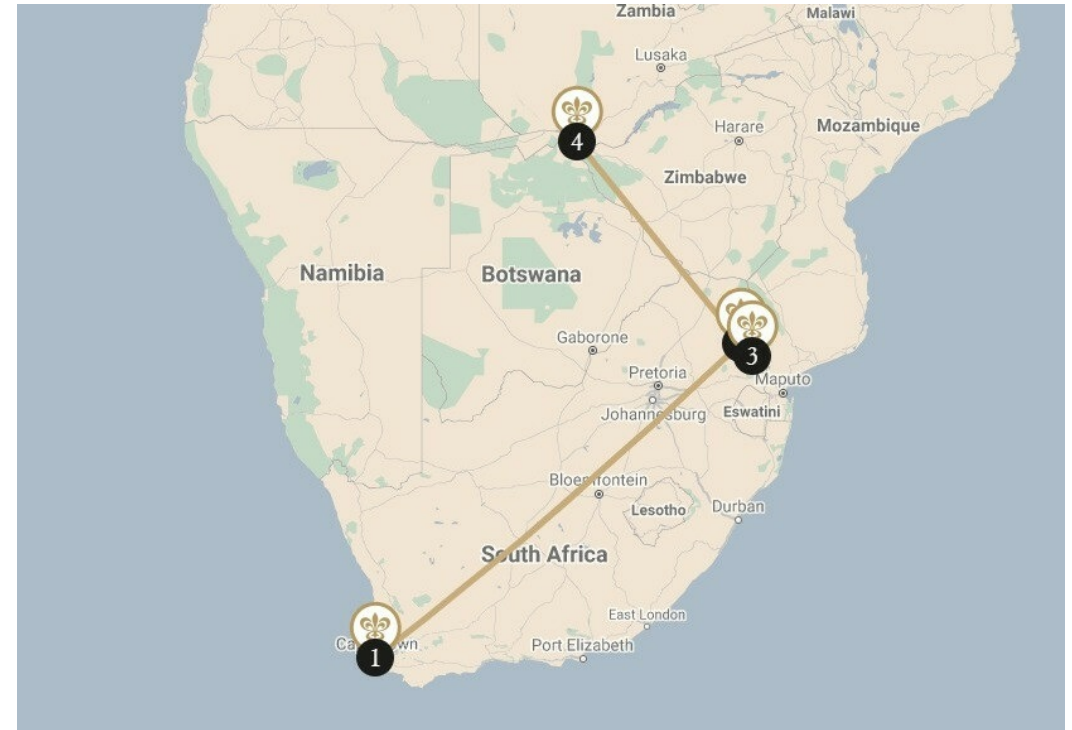 Zambia
Malawi
Lusaka
Harare
Mozambique
4
Zimbabwe
Namibia
Botswana
Gaborone
3
Pretoria
Maputo
Johannesburg
Eswatini
Bloemfontein
Lesotho
Durban
South Africa
East London
Port Elizabeth
1